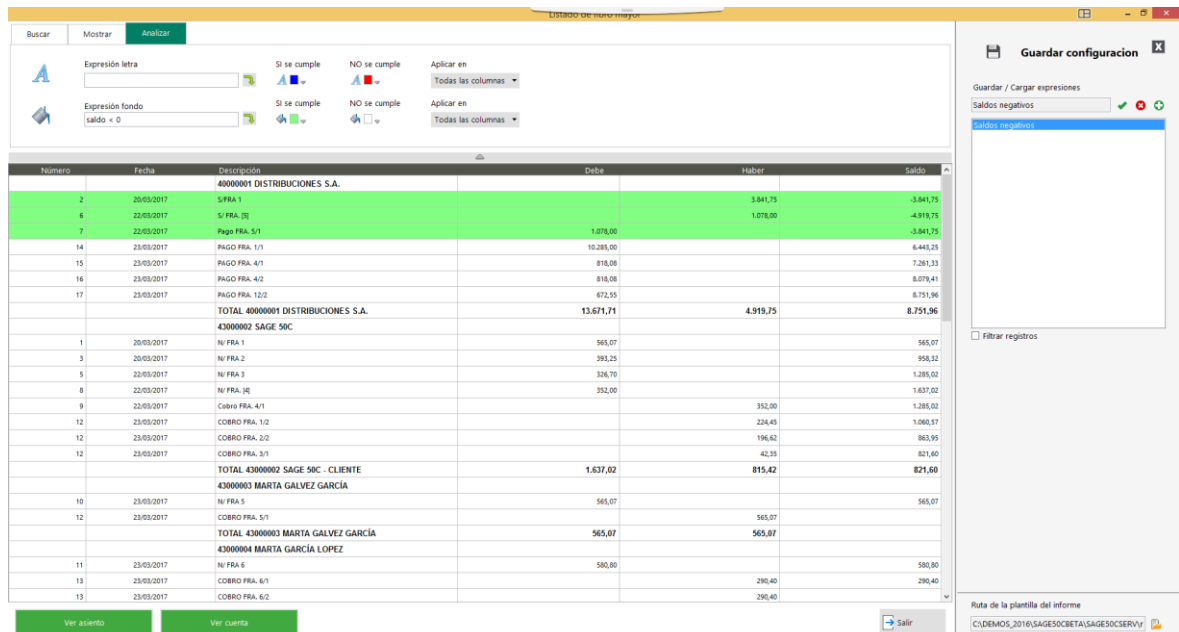 Listado de libro mayor
Buscar Mostrar Analizar
Expresión letra SI se cumple NO se cumple Aplicar en
A A A Todas las columnas
Expresión fondo SI se cumple NO se cumple Aplicar en
saldo < 0 Todas las columnas
Número Fecha Descripción Debe Haber Saldo
40000001 DISTRIBUCIONES S.A.
2 20/03/2017 S/FRA 1 3.841,75 -3.841,75
6 22/03/2017 S/ FRA. [5] 1.078,00 -4.919,75
7 22/03/2017 Pago FRA. 5/1 1.078,00 -3.841,75
14 23/03/2017 PAGO FRA. 1/1 10.285,00 6.443,25
15 23/03/2017 PAGO FRA. 4/1 818,08 7.261,33
16 23/03/2017 PAGO FRA. 4/2 818,08 8.079,41
17 23/03/2017 PAGO FRA. 12/2 672,55 8.751,96
TOTAL 40000001 DISTRIBUCIONES S.A. 13.671,71 4.919,75 8.751,96
43000002 SAGE 50C
1 20/03/2017 N/ FRA 1 565,07 565,07
3 20/03/2017 N/ FRA 2 393,25 958,32
5 22/03/2017 N/ FRA 3 326,70 1.285,02
8 22/03/2017 N/ FRA. [4] 352,00 1.637,02
9 22/03/2017 Cobro FRA. 4/1 352,00 1.285,02
12 23/03/2017 COBRO FRA. 1/2 224,45 1.060,57
12 23/03/2017 COBRO FRA. 2/2 196,62 863,95
12 23/03/2017 COBRO FRA. 3/1 42,35 821,60
TOTAL 43000002 SAGE 50C - CLIENTE 1.637,02 815,42 821,60
43000003 MARTA GALVEZ GARCÍA
10 23/03/2017 N/ FRA 5 565,07 565,07
12 23/03/2017 COBRO FRA. 5/1 565,07
TOTAL 43000003 MARTA GALVEZ GARCÍA 565,07 565,07
43000004 MARTA GARCÍA LOPEZ
11 23/03/2017 N/ FRA 6 580,80 580,80
13 23/03/2017 COBRO FRA. 6/1 290,40 290,40
13 23/03/2017 COBRO FRA. 6/2 290,40
Ver asiento Ver cuenta Salir
Guardar configuracion X
Guardar / Cargar expresiones
Saldos negativos
Saldos negativos
Filtrar registros
Ruta de la plantilla del informe
C:\DEMOS_2016\SAGE50CBETA\SAGE50CSERV\r